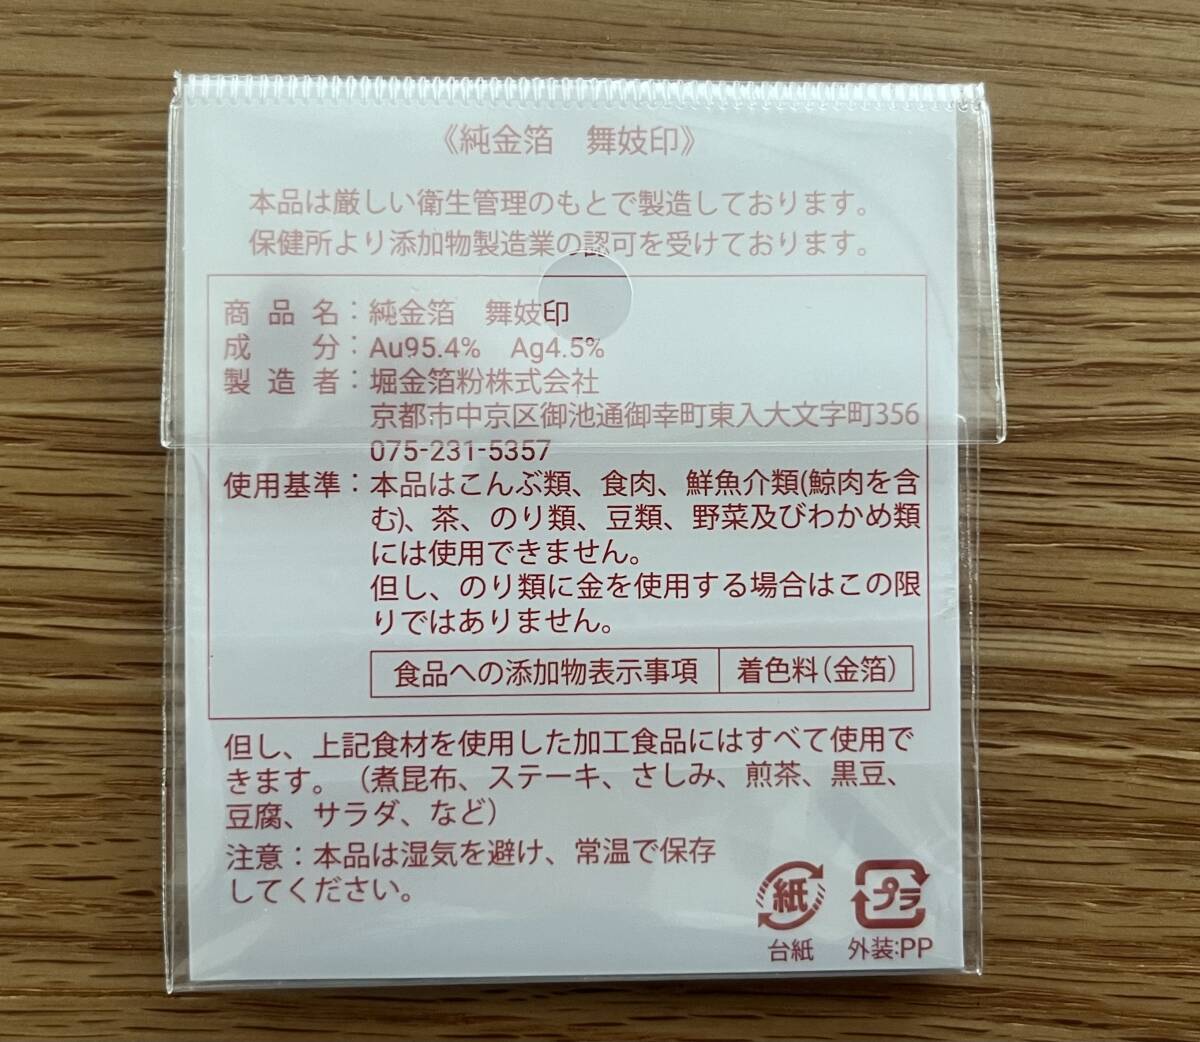 《純金箔　舞妓印》
本品は厳しい衛生管理のもとで製造しております。
保健所より添加物製造業の認可を受けております。
商品名：純金箔　舞妓印
成分：Au95.4%　Ag4.5%
製造者：堀金箔粉株式会社
京都市中京区御池通御幸町東入大文字町356
075-231-5357
使用基準：本品はこんぶ類、食肉、鮮魚介類(鯨肉を含
む)、茶、のり類、豆類、野菜及びわかめ類
には使用できません。
但し、のり類に金を使用する場合はこの限
りではありません。
食品への添加物表示事項　着色料（金箔）
但し、上記食材を使用した加工食品にはすべて使用で
きます。（煮昆布、ステーキ、さしみ、煎茶、黒豆、
豆腐、サラダ、など）
注意：本品は湿気を避け、常温で保存
してください。
紙　プラ
台紙　外装:PP